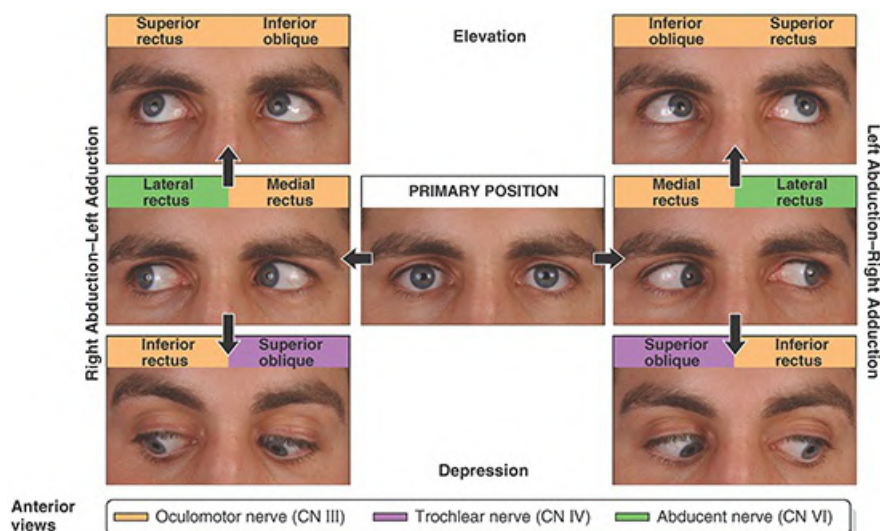 Superior rectus
Inferior oblique
Elevation
Inferior oblique
Superior rectus
Right Abduction–Left Adduction
Left Abduction–Right Adduction
Lateral rectus
Medial rectus
PRIMARY POSITION
Medial rectus
Lateral rectus
Inferior rectus
Superior oblique
Superior oblique
Inferior rectus
Depression
Anterior views
Oculomotor nerve (CN III)
Trochlear nerve (CN IV)
Abducent nerve (CN VI)